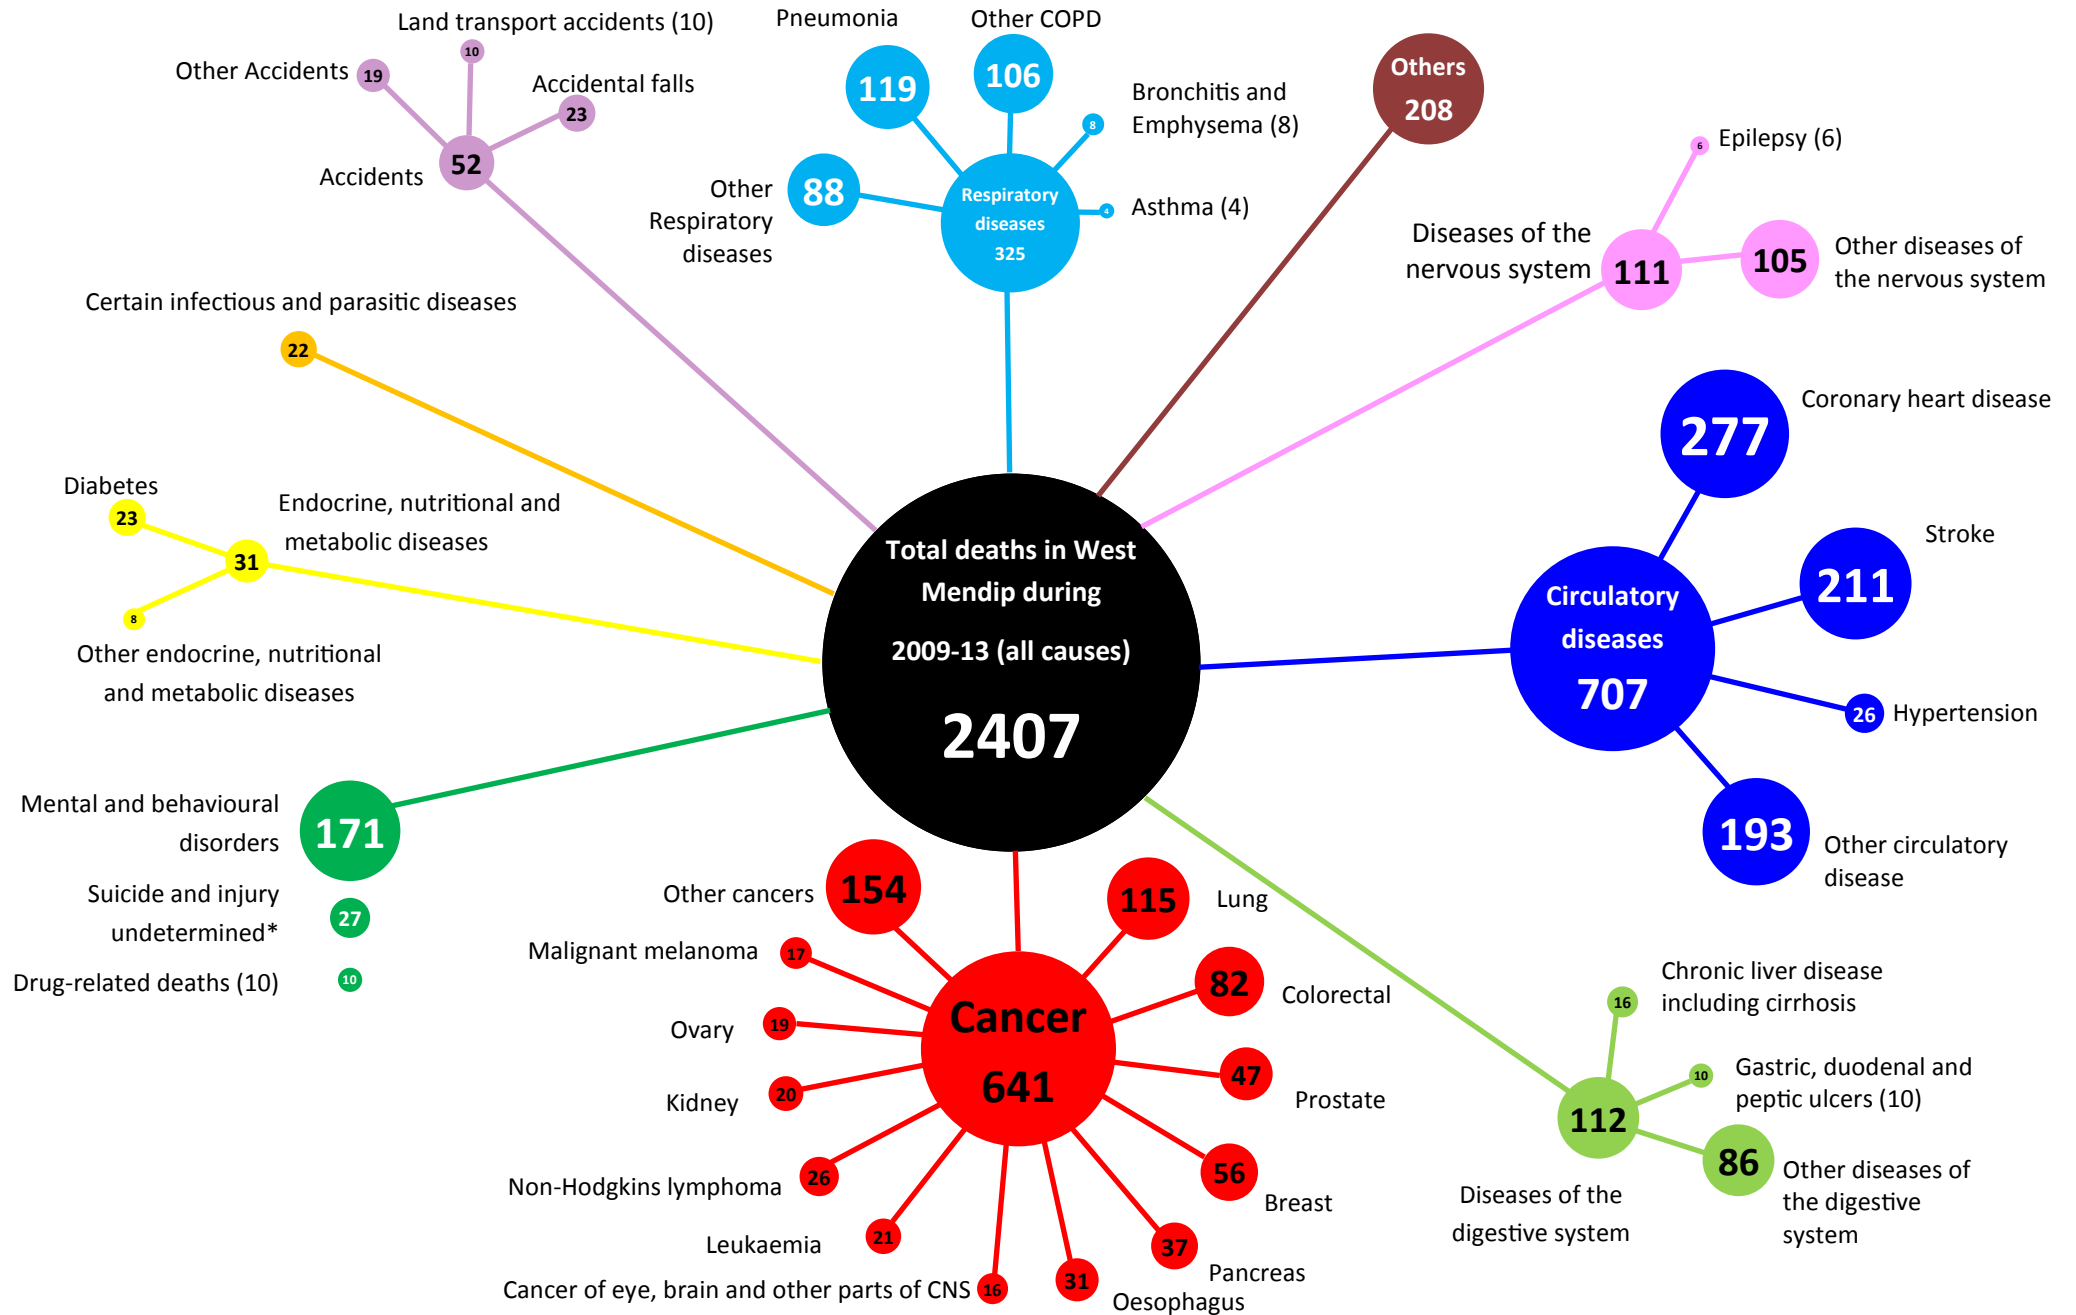 Land transport accidents (10)
10
Other Accidents
19
Accidental falls
23
52
Accidents
Pneumonia
119
Other COPD
106
Bronchitis and
Emphysema (8)
8
Other
Respiratory
diseases
88
Respiratory
diseases
325
4
Asthma (4)
Others
208
6
Epilepsy (6)
Diseases of the
nervous system
111
105
Other diseases of
the nervous system
Certain infectious and parasitic diseases
22
Coronary heart disease
277
Diabetes
23
Endocrine, nutritional and
metabolic diseases
31
8
Other endocrine, nutritional
and metabolic diseases
Total deaths in West
Mendip during
2009-13 (all causes)
2407
Circulatory
diseases
707
Stroke
211
26
Hypertension
193
Other circulatory
disease
Mental and behavioural
disorders
171
Suicide and injury
undetermined*
27
Drug-related deaths (10)
10
Other cancers
154
115
Lung
Malignant melanoma
17
82
Colorectal
Ovary
19
Cancer
641
47
Prostate
Kidney
20
56
Breast
Non-Hodgkins lymphoma
26
Leukaemia
21
37
Pancreas
Cancer of eye, brain and other parts of CNS
16
31
Oesophagus
Chronic liver disease
including cirrhosis
16
10
Gastric, duodenal and
peptic ulcers (10)
112
86
Other diseases of
the digestive
system
Diseases of the
digestive system